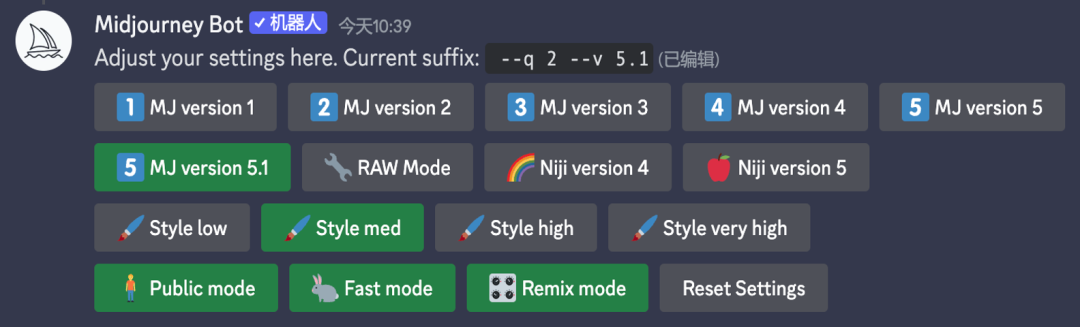 Midjourney Bot ✓ 机器人 今天10:39
Adjust your settings here. Current suffix: --q 2 --v 5.1 (已编辑)
1 MJ version 1 2 MJ version 2 3 MJ version 3 4 MJ version 4 5 MJ version 5
5 MJ version 5.1 RAW Mode Niji version 4 Niji version 5
Style low Style med Style high Style very high
Public mode Fast mode Remix mode Reset Settings